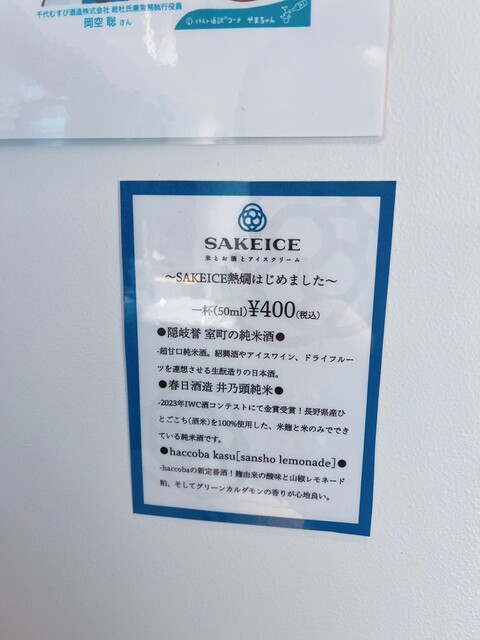 千代むすび酒造株式会社 総杜氏兼常務執行役員
岡空 聡 さん
やまちゃん
SAKEICE
米とお酒とアイスクリーム
〜SAKEICE熱燗はじめました〜
一杯(50ml)¥400(税込)
●隠岐誉 室町の純米酒●
-超甘口純米酒。紹興酒やアイスワイン、ドライフルー
ツを連想させる生酛造りの日本酒。
●春日酒造 井乃頭純米●
-2023年IWC酒コンテストにて金賞受賞！長野県産ひ
とごこち(酒米)を100%使用した、米麹と米のみででき
ている純米酒です。
●haccoba kasu[sansho lemonade]●
-haccobaの新定番酒！麹由来の酸味と山椒レモネード
粕、そしてグリーンカルダモンの香りが心地良い。